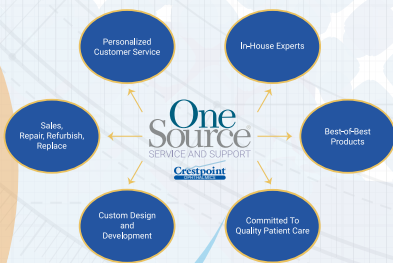 Personalized
Customer Service
In-House Experts
Sales,
Repair, Refurbish,
Replace
One
Source
SERVICE AND SUPPORT
Crestpoint
OPHTHALMICS
Best-of-Best
Products
Custom Design
and
Development
Committed To
Quality Patient Care